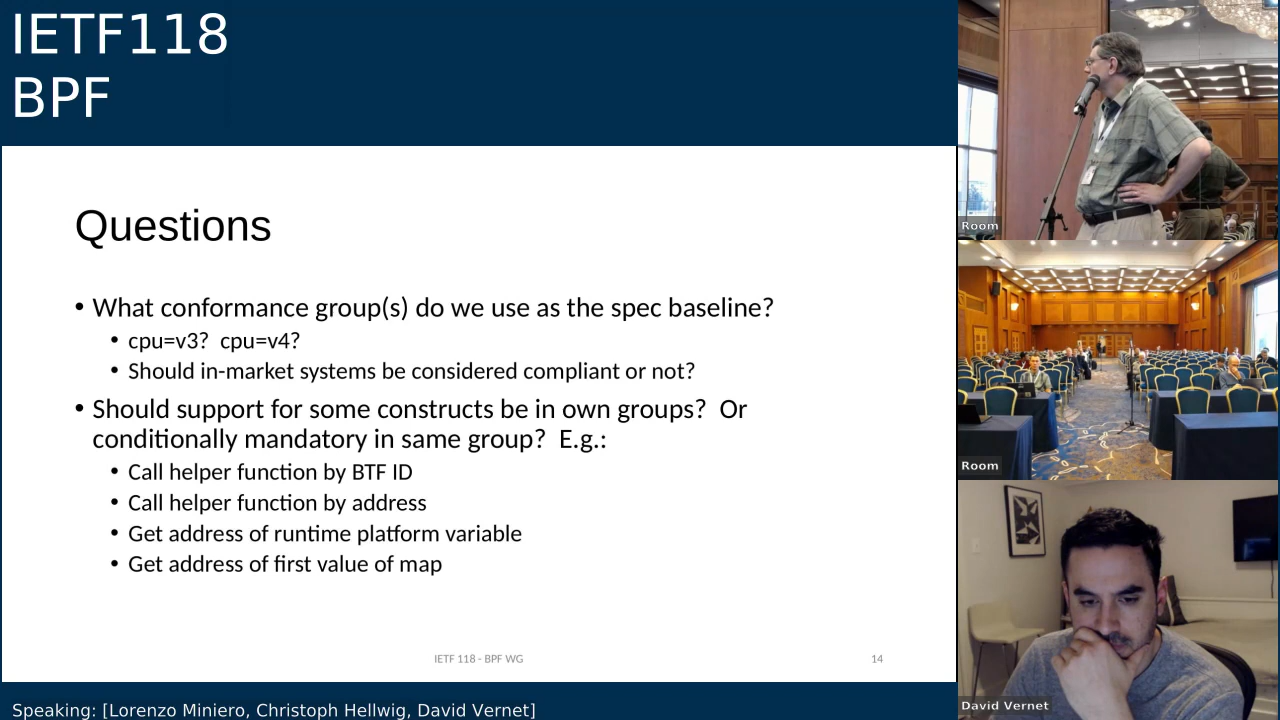 IETF118
BPF
Questions
• What conformance group(s) do we use as the spec baseline?
• cpu=v3?  cpu=v4?
• Should in-market systems be considered compliant or not?
• Should support for some constructs be in own groups?  Or
conditionally mandatory in same group?  E.g.:
• Call helper function by BTF ID
• Call helper function by address
• Get address of runtime platform variable
• Get address of first value of map
IETF 118 - BPF WG
14
Speaking: [Lorenzo Miniero, Christoph Hellwig, David Vernet]
Room
Room
David Vernet